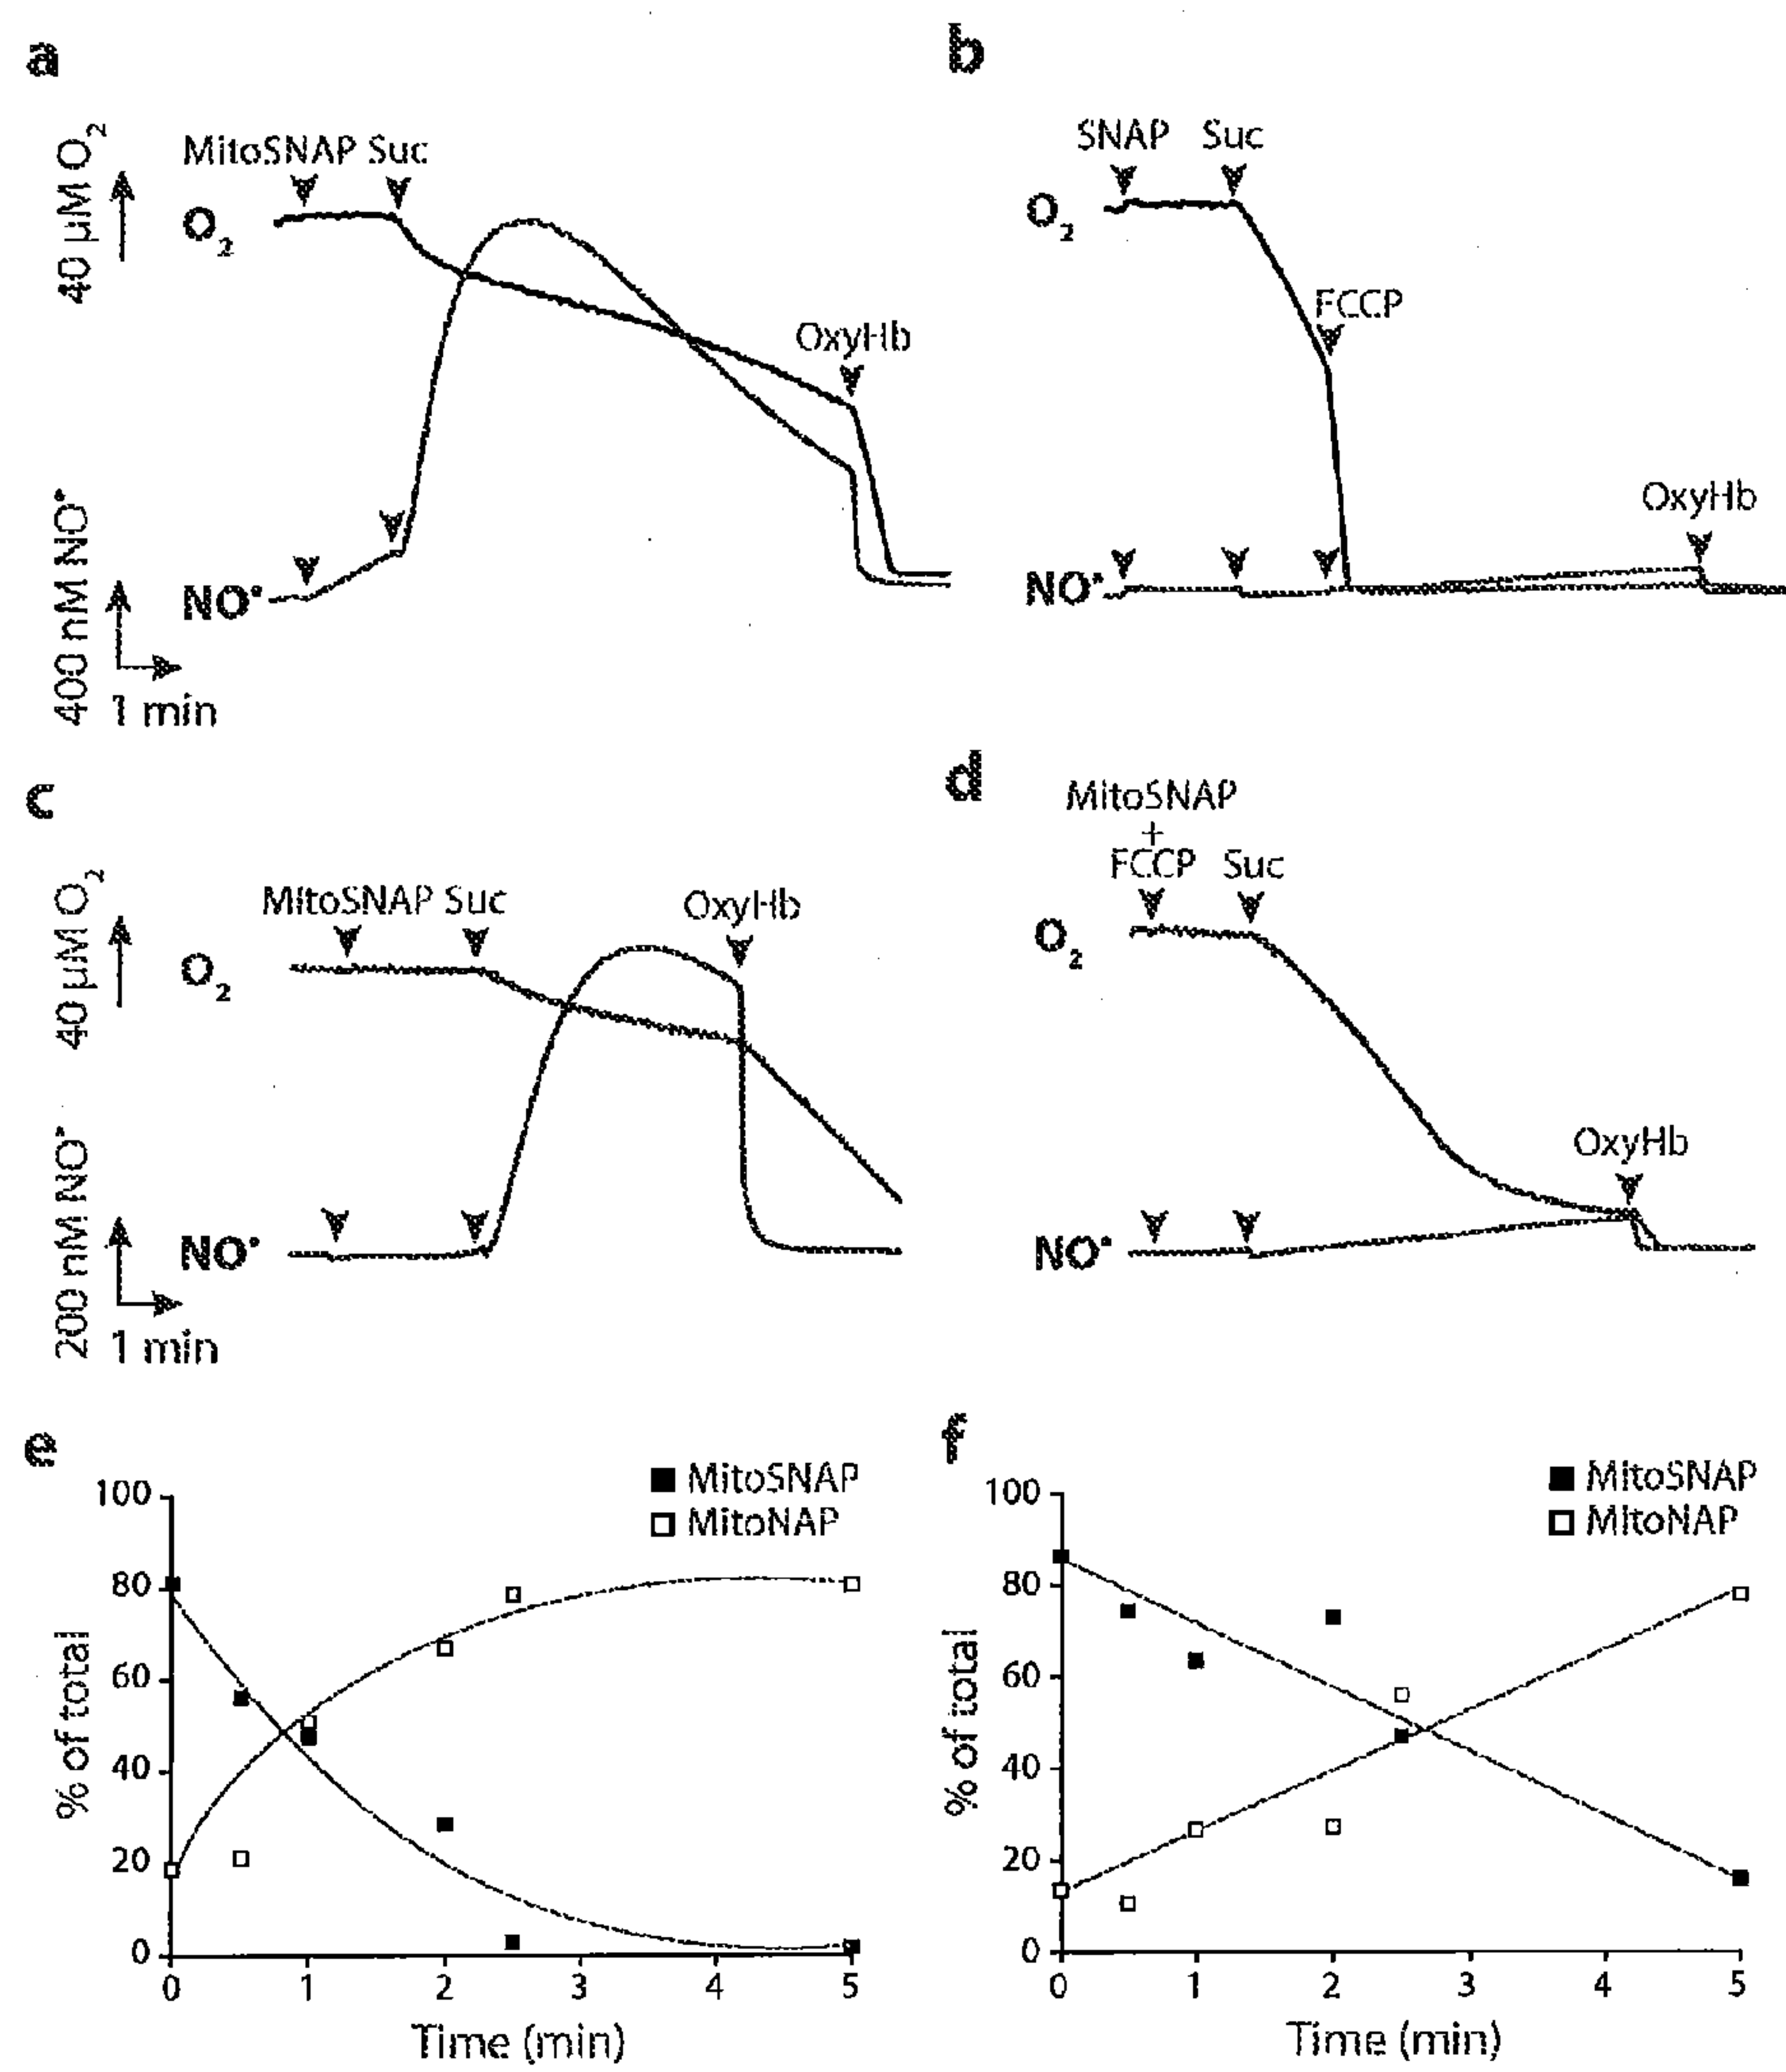 a
MitoSNAP Suc
40 µM O₂
O₂
OxyHb
400 nM NO•
NO•
1 min
b
SNAP Suc
O₂
FCCP
OxyHb
NO•
c
MitoSNAP Suc
OxyHb
40 µM O₂
O₂
200 nM NO•
NO•
1 min
d
MitoSNAP
+
FCCP Suc
O₂
OxyHb
NO•
e
MitoSNAP
MitoNAP
100
80
60
40
20
0
% of total
0 1 2 3 4 5
Time (min)
f
MitoSNAP
MitoNAP
100
80
60
40
20
0
% of total
0 1 2 3 4 5
Time (min)